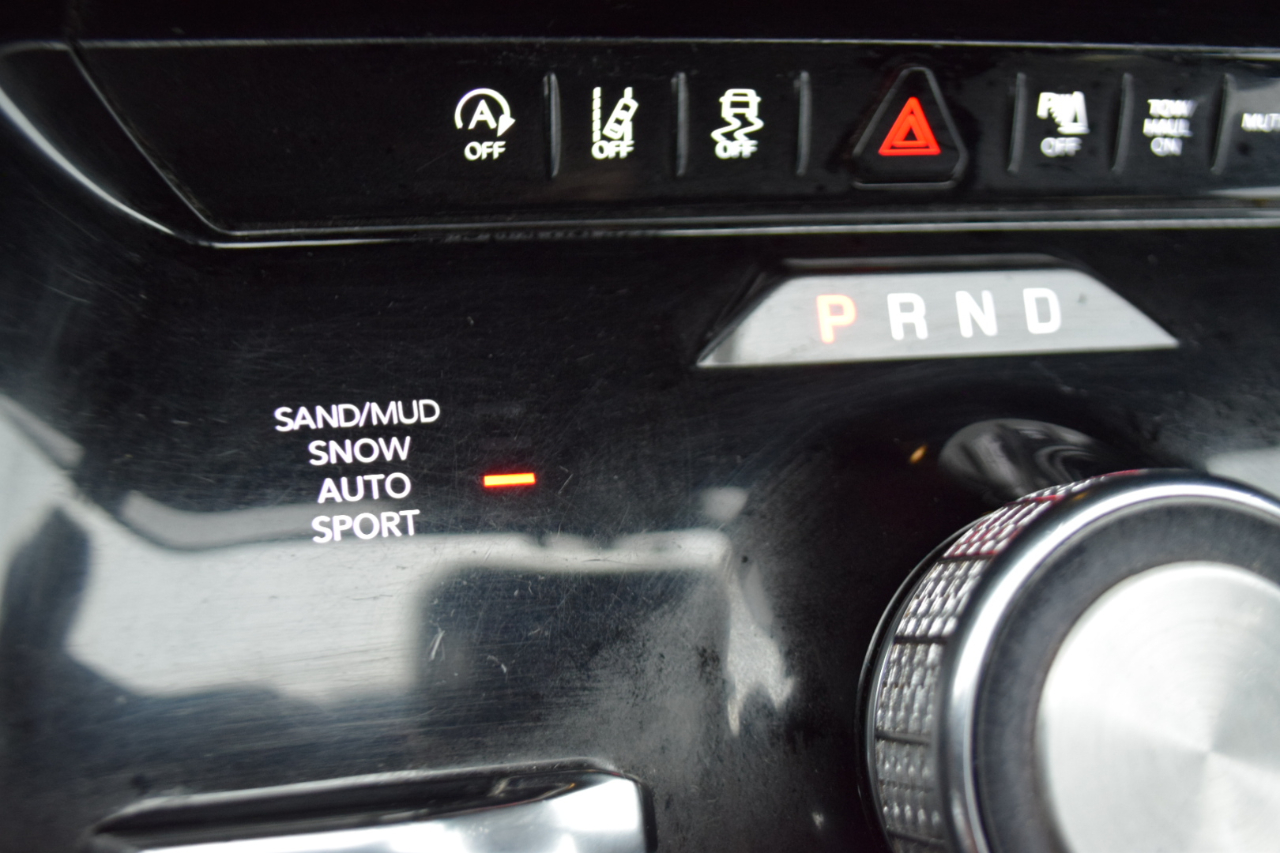 A
OFF
OFF
OFF
OFF
TOW/
HAUL
ON
P R N D
SAND/MUD
SNOW
AUTO
SPORT